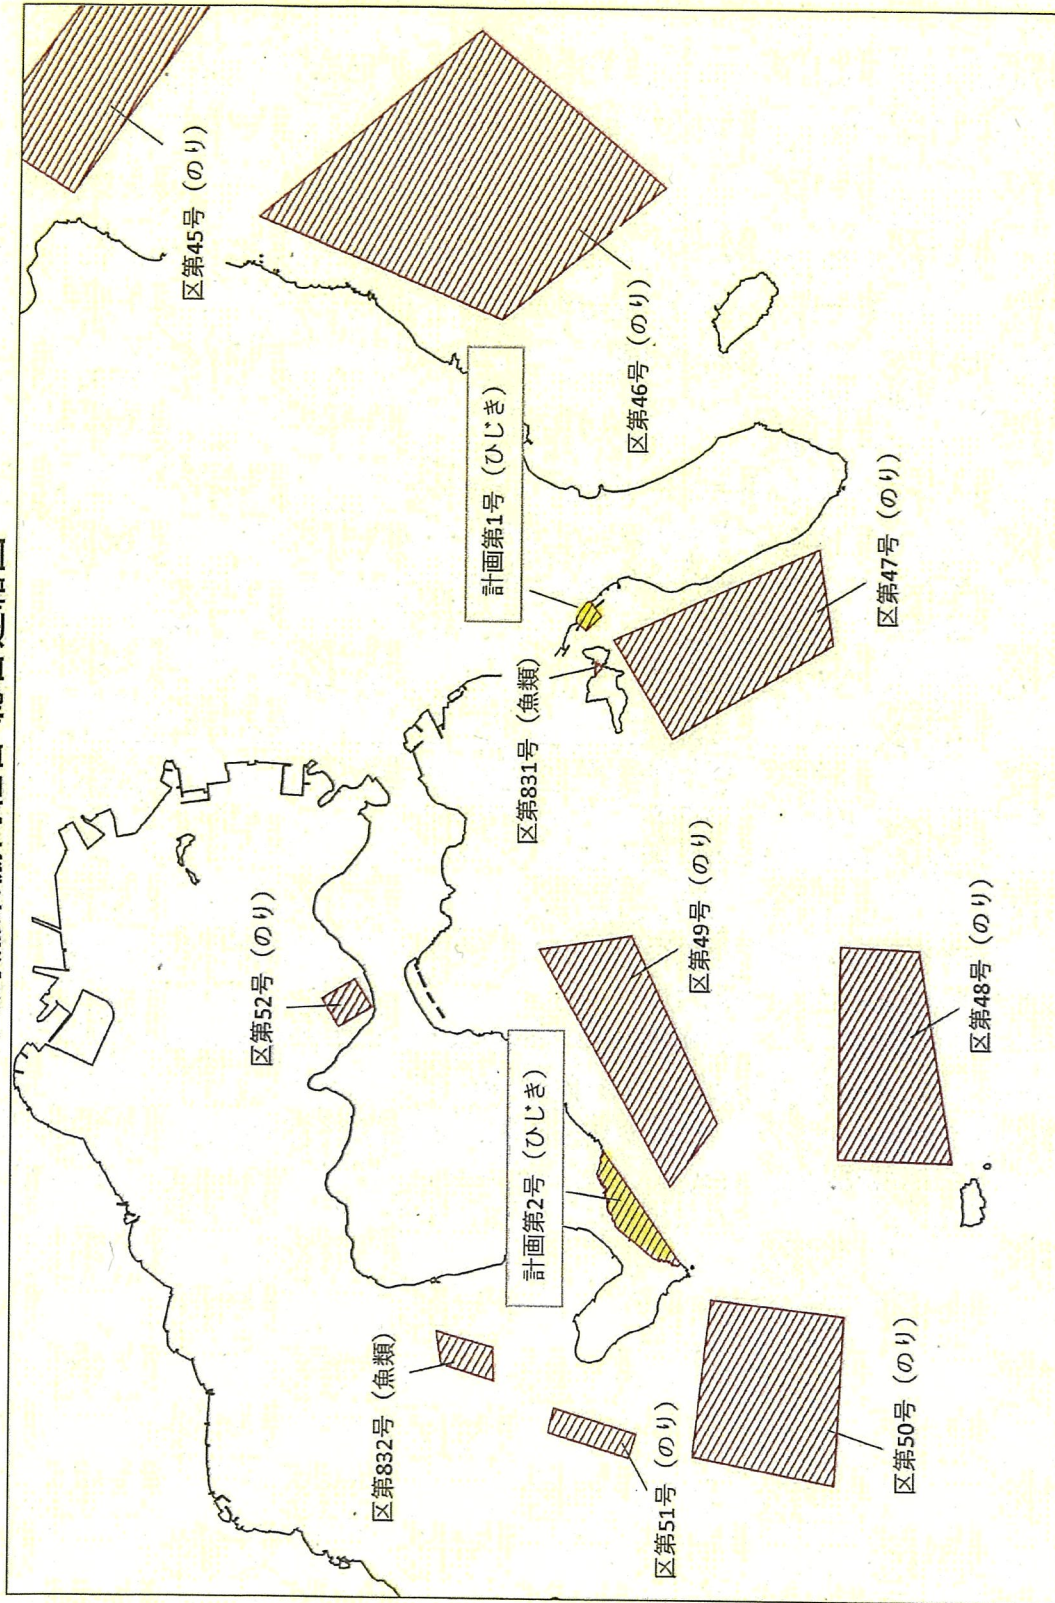 区第45号（のり）
区第46号（のり）
計画第1号（ひじき）
区第47号（のり）
区第831号（魚類）
区第52号（のり）
区第49号（のり）
区第48号（のり）
計画第2号（ひじき）
区第832号（魚類）
区第51号（のり）
区第50号（のり）